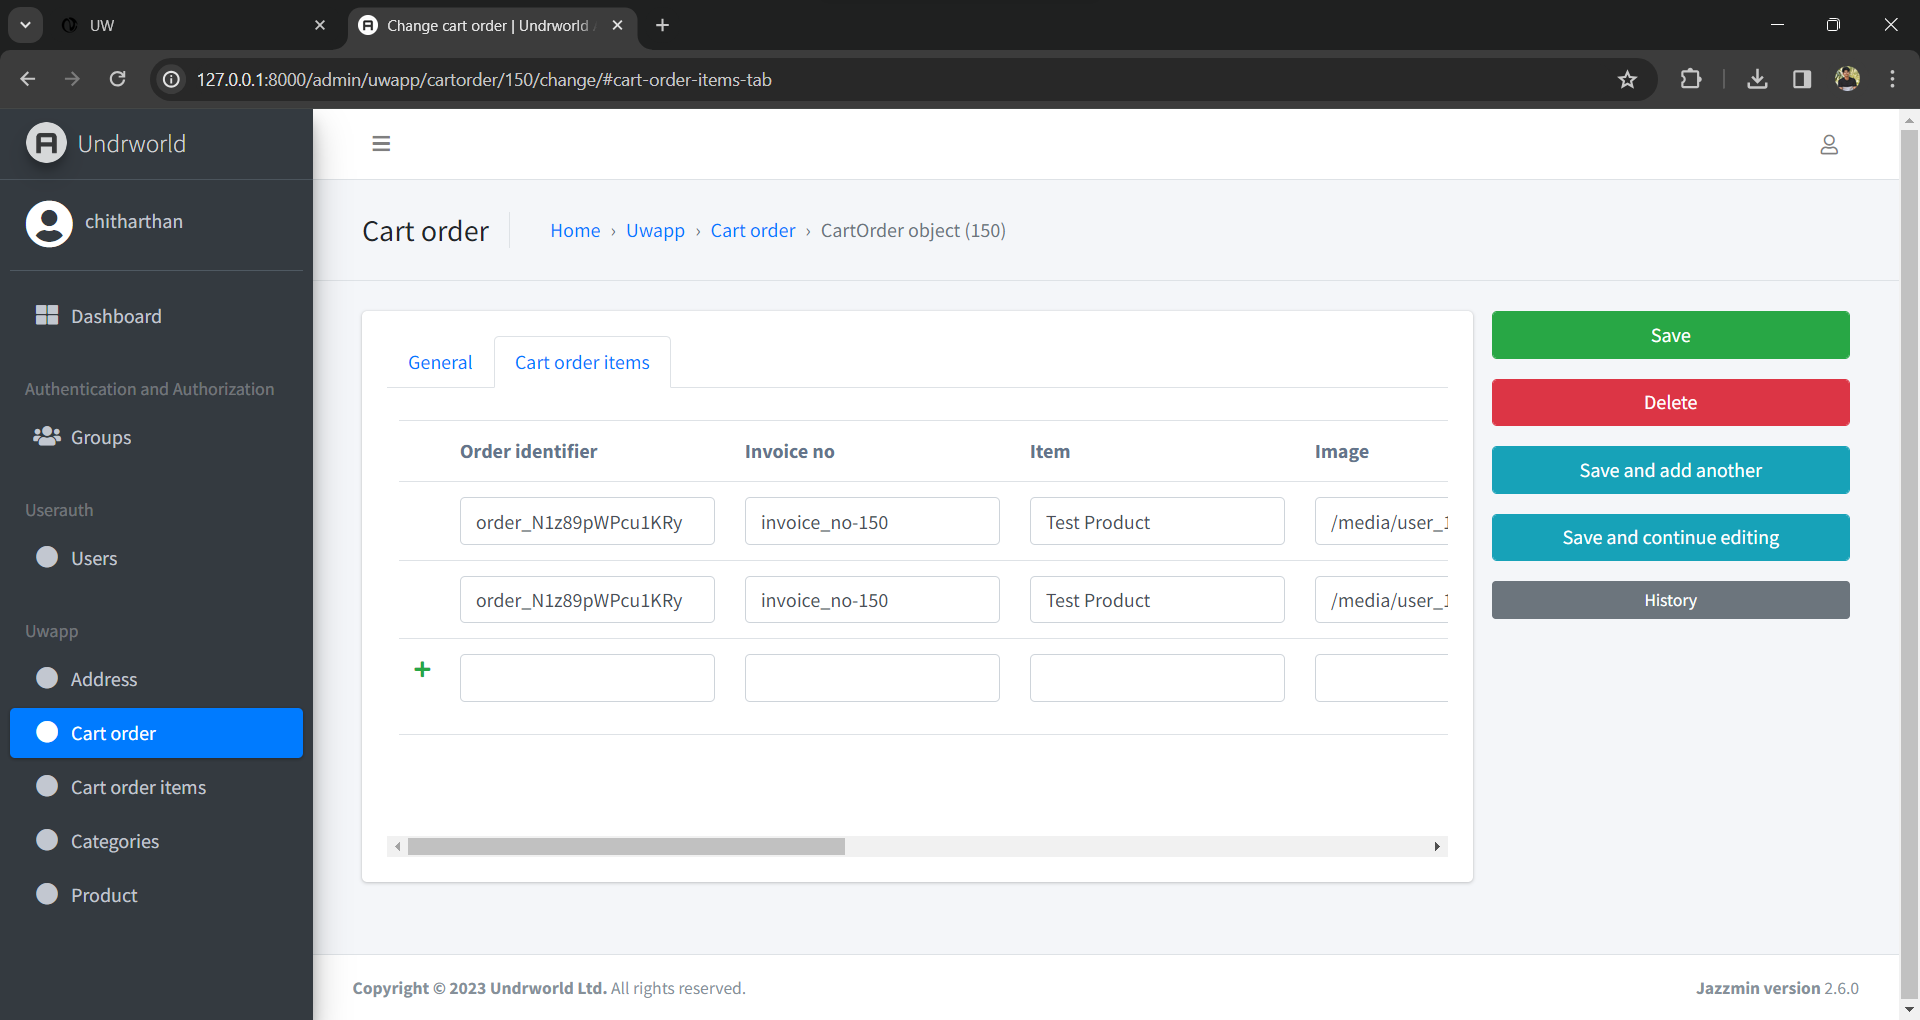 UW
Change cart order | Undrworld
127.0.0.1:8000/admin/uwapp/cartorder/150/change/#cart-order-items-tab
Undrworld
chitharthan
Dashboard
Authentication and Authorization
Groups
Userauth
Users
Uwapp
Address
Cart order
Cart order items
Categories
Product
Cart order
Home › Uwapp › Cart order › CartOrder object (150)
General
Cart order items
Order identifier Invoice no Item Image
order_N1z89pWPcu1KRy invoice_no-150 Test Product /media/user_1
order_N1z89pWPcu1KRy invoice_no-150 Test Product /media/user_1
Save
Delete
Save and add another
Save and continue editing
History
Copyright © 2023 Undrworld Ltd. All rights reserved.
Jazzmin version 2.6.0